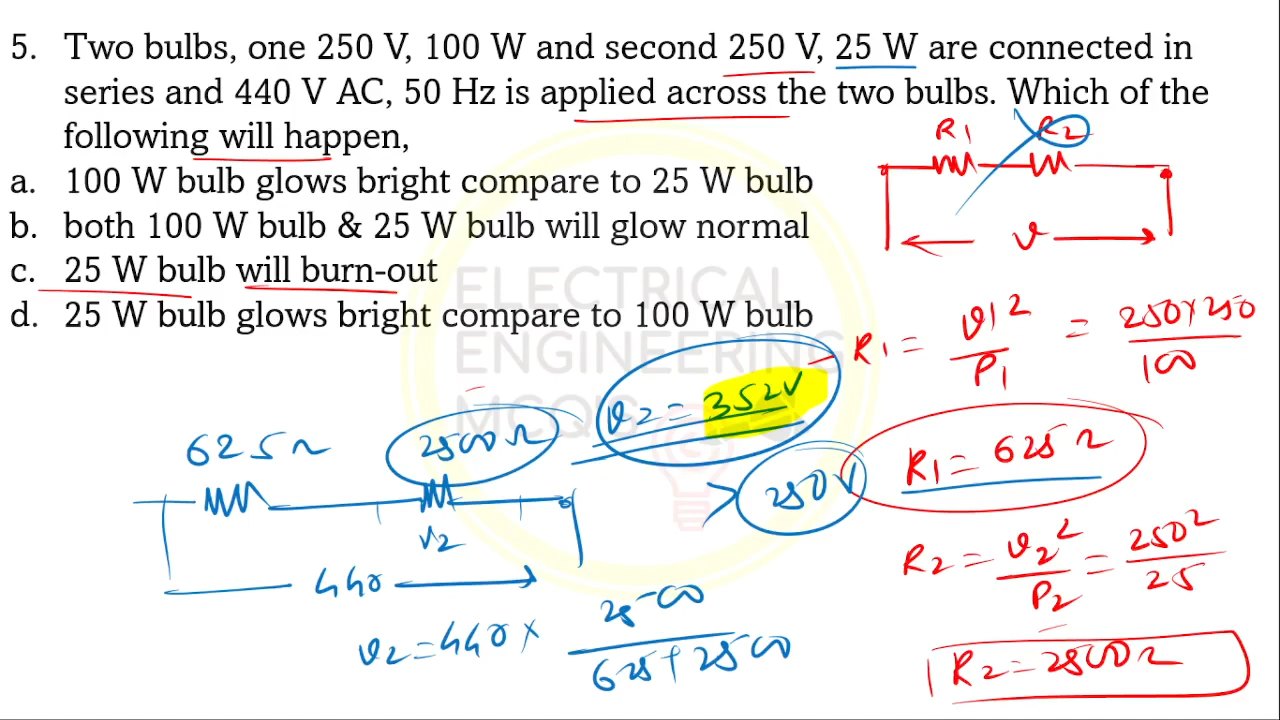 5. Two bulbs, one 250 V, 100 W and second 250 V, 25 W are connected in
series and 440 V AC, 50 Hz is applied across the two bulbs. Which of the
following will happen,
a. 100 W bulb glows bright compare to 25 W bulb
b. both 100 W bulb & 25 W bulb will glow normal
c. 25 W bulb will burn-out
d. 25 W bulb glows bright compare to 100 W bulb
ELECTRICAL
ENGINEERING
MCQ
R1 R2
V
R1 = V1² / P1 = 250×250 / 100
R1 = 625 Ω
R2 = V2² / P2 = 250² / 25
R2 = 2500 Ω
625 Ω 2500 Ω
V2
440
V2 = 440 × 2500 / 625+2500
V2 = 352V
> 250V